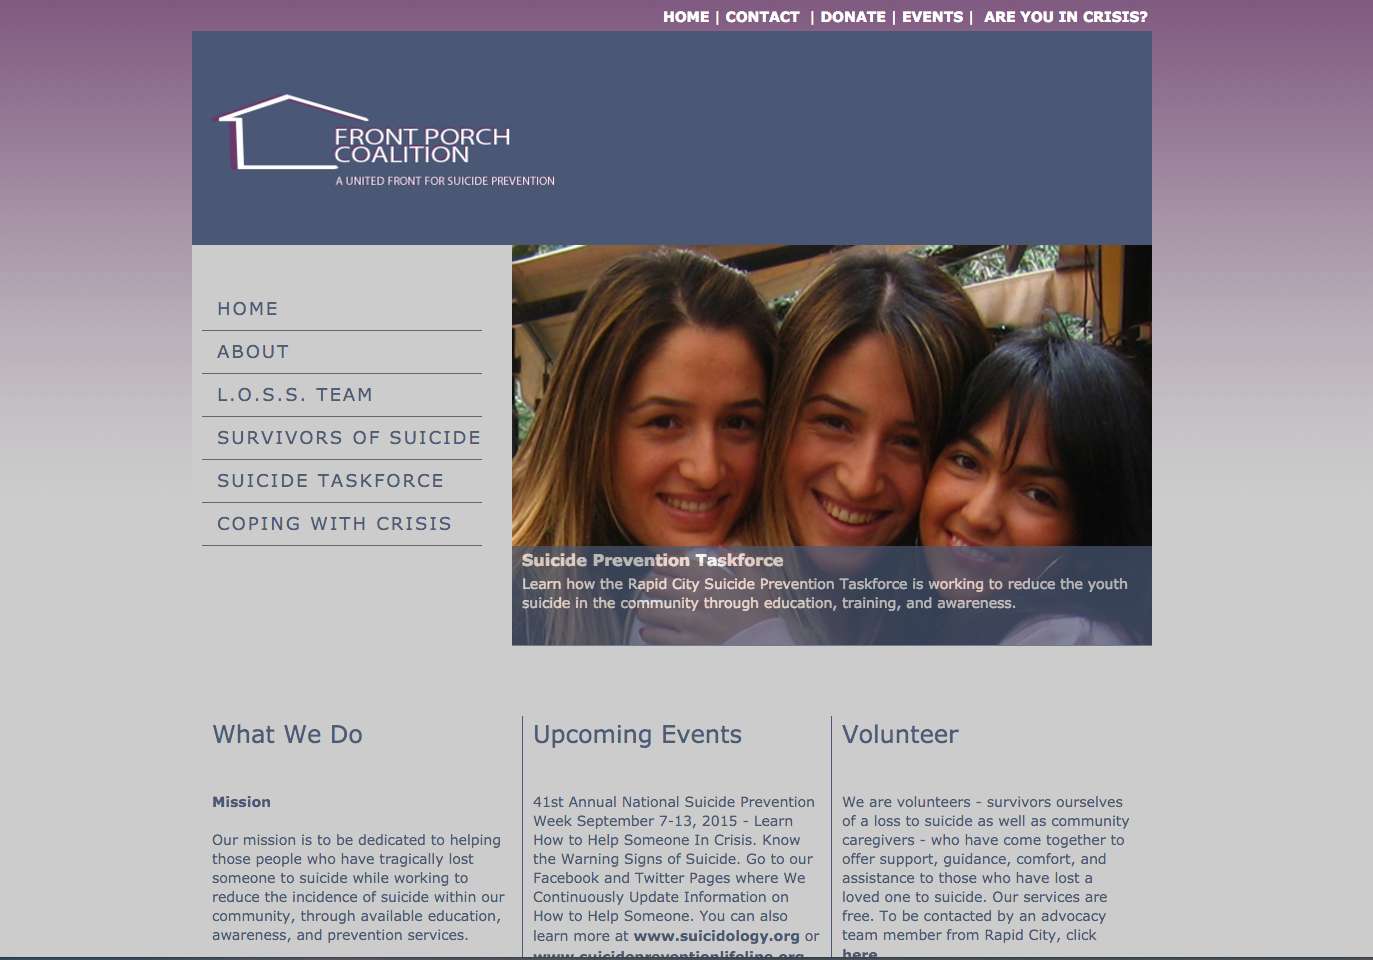 HOME | CONTACT | DONATE | EVENTS | ARE YOU IN CRISIS?
FRONT PORCH
COALITION
A UNITED FRONT FOR SUICIDE PREVENTION
HOME
ABOUT
L.O.S.S. TEAM
SURVIVORS OF SUICIDE
SUICIDE TASKFORCE
COPING WITH CRISIS
Suicide Prevention Taskforce
Learn how the Rapid City Suicide Prevention Taskforce is working to reduce the youth
suicide in the community through education, training, and awareness.
What We Do
Mission
Our mission is to be dedicated to helping
those people who have tragically lost
someone to suicide while working to
reduce the incidence of suicide within our
community, through available education,
awareness, and prevention services.
Upcoming Events
41st Annual National Suicide Prevention
Week September 7-13, 2015 - Learn
How to Help Someone In Crisis. Know
the Warning Signs of Suicide. Go to our
Facebook and Twitter Pages where We
Continuously Update Information on
How to Help Someone. You can also
learn more at www.suicidology.org or
www.suicidepreventionlifeline.org
Volunteer
We are volunteers - survivors ourselves
of a loss to suicide as well as community
caregivers - who have come together to
offer support, guidance, comfort, and
assistance to those who have lost a
loved one to suicide. Our services are
free. To be contacted by an advocacy
team member from Rapid City, click
here